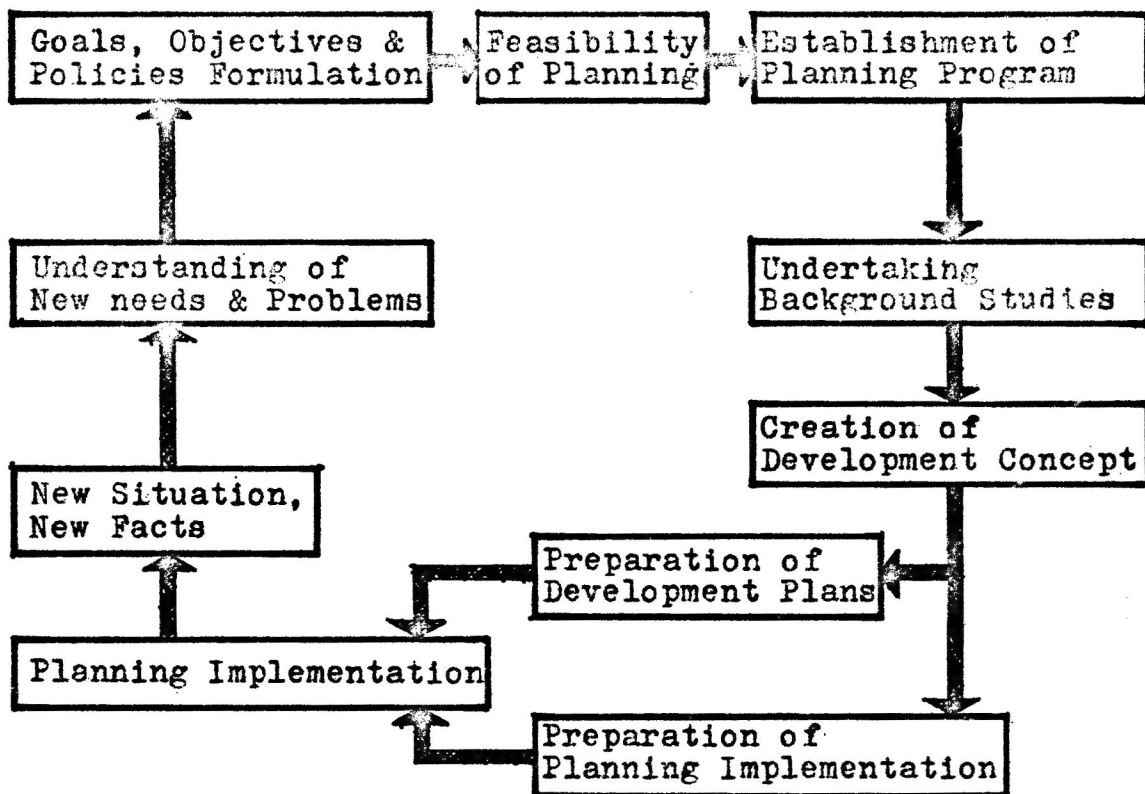 Goals, Objectives &
Policies Formulation
Feasibility
of Planning
Establishment of
Planning Program
Understanding of
New needs & Problems
Undertaking
Background Studies
Creation of
Development Concept
New Situation,
New Facts
Preparation of
Development Plans
Planning Implementation
Preparation of
Planning Implementation